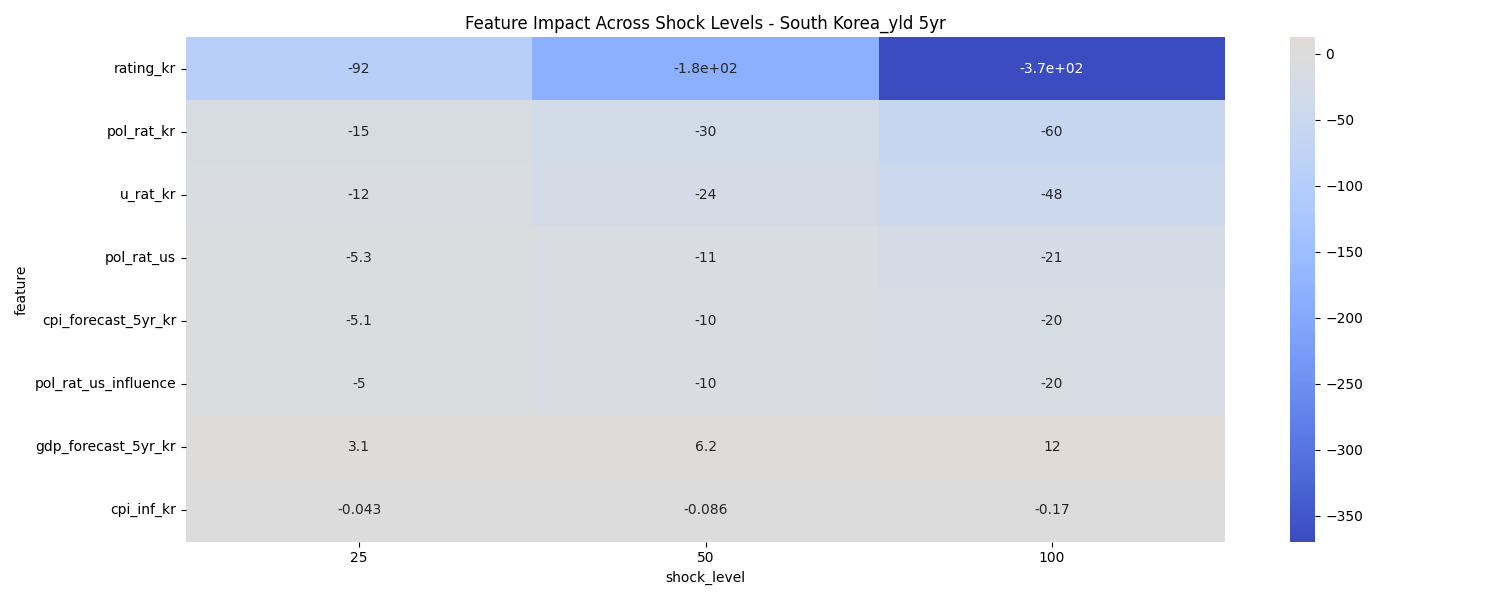 Feature Impact Across Shock Levels - South Korea_yld 5yr
feature
rating_kr -92 -1.8e+02 -3.7e+02
pol_rat_kr -15 -30 -60
u_rat_kr -12 -24 -48
pol_rat_us -5.3 -11 -21
cpi_forecast_5yr_kr -5.1 -10 -20
pol_rat_us_influence -5 -10 -20
gdp_forecast_5yr_kr 3.1 6.2 12
cpi_inf_kr -0.043 -0.086 -0.17
25 50 100
shock_level
0
−50
−100
−150
−200
−250
−300
−350